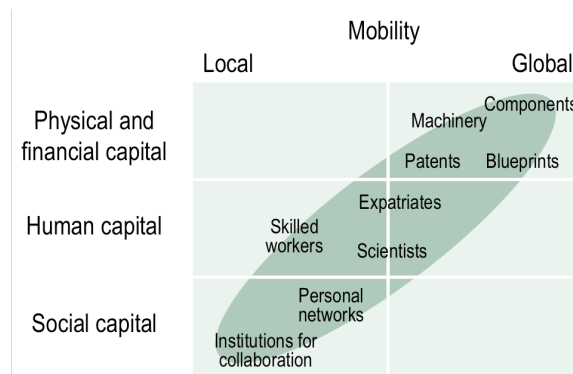 Mobility
Local Global
Physical and
financial capital
Components
Machinery
Patents Blueprints
Human capital
Expatriates
Skilled
workers
Scientists
Social capital
Personal
networks
Institutions for
collaboration